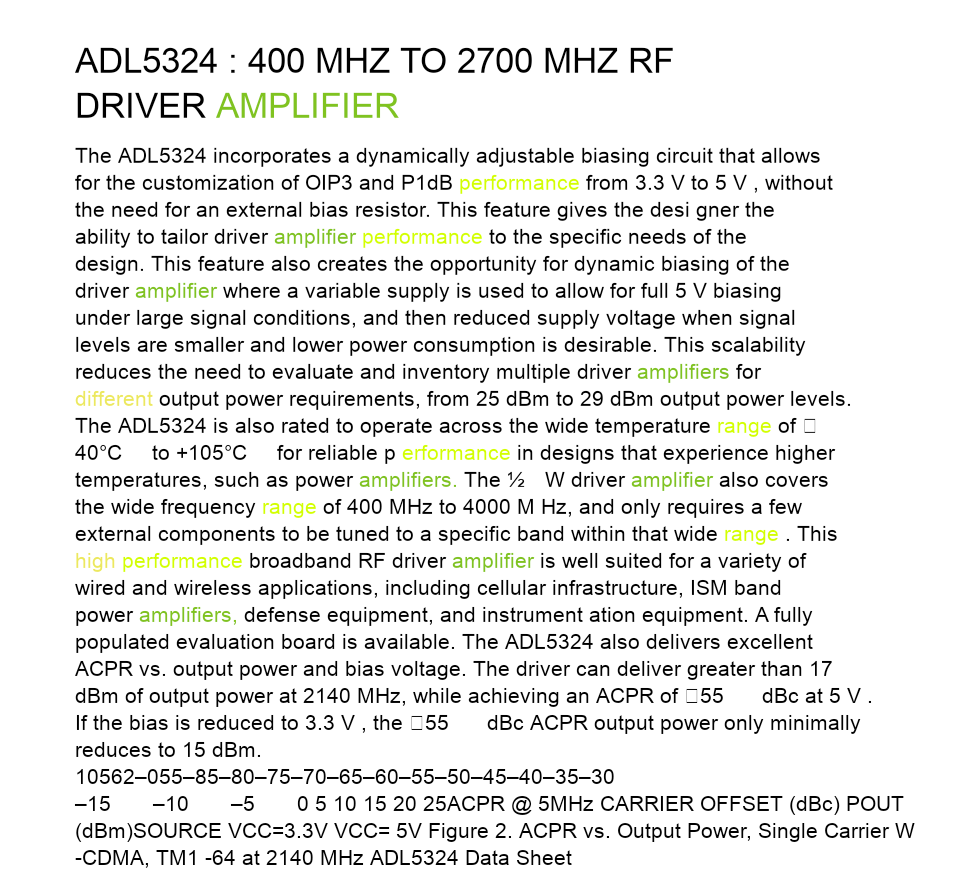 ADL5324 : 400 MHZ TO 2700 MHZ RF
DRIVER AMPLIFIER
The ADL5324 incorporates a dynamically adjustable biasing circuit that allows
for the customization of OIP3 and P1dB performance from 3.3 V to 5 V , without
the need for an external bias resistor. This feature gives the desi gner the
ability to tailor driver amplifier performance to the specific needs of the
design. This feature also creates the opportunity for dynamic biasing of the
driver amplifier where a variable supply is used to allow for full 5 V biasing
under large signal conditions, and then reduced supply voltage when signal
levels are smaller and lower power consumption is desirable. This scalability
reduces the need to evaluate and inventory multiple driver amplifiers for
different output power requirements, from 25 dBm to 29 dBm output power levels.
The ADL5324 is also rated to operate across the wide temperature range of □
40°C to +105°C for reliable p erformance in designs that experience higher
temperatures, such as power amplifiers. The ½ W driver amplifier also covers
the wide frequency range of 400 MHz to 4000 M Hz, and only requires a few
external components to be tuned to a specific band within that wide range . This
high performance broadband RF driver amplifier is well suited for a variety of
wired and wireless applications, including cellular infrastructure, ISM band
power amplifiers, defense equipment, and instrument ation equipment. A fully
populated evaluation board is available. The ADL5324 also delivers excellent
ACPR vs. output power and bias voltage. The driver can deliver greater than 17
dBm of output power at 2140 MHz, while achieving an ACPR of □55 dBc at 5 V .
If the bias is reduced to 3.3 V , the □55 dBc ACPR output power only minimally
reduces to 15 dBm.
10562–055–85–80–75–70–65–60–55–50–45–40–35–30
–15 –10 –5 0 5 10 15 20 25ACPR @ 5MHz CARRIER OFFSET (dBc) POUT
(dBm)SOURCE VCC=3.3V VCC= 5V Figure 2. ACPR vs. Output Power, Single Carrier W
-CDMA, TM1 -64 at 2140 MHz ADL5324 Data Sheet